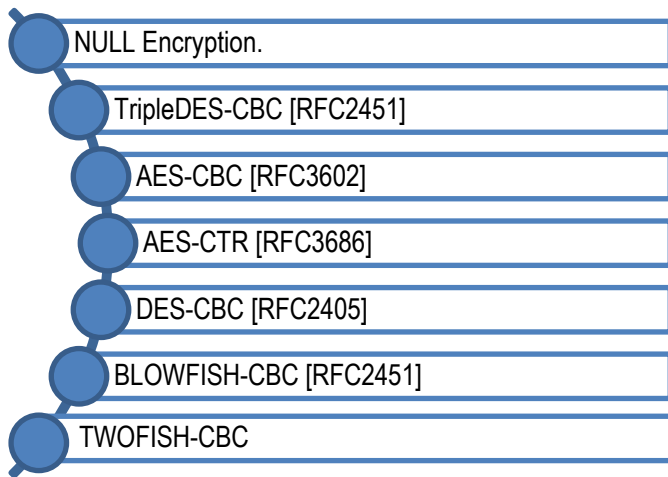 NULL Encryption.
TripleDES-CBC [RFC2451]
AES-CBC [RFC3602]
AES-CTR [RFC3686]
DES-CBC [RFC2405]
BLOWFISH-CBC [RFC2451]
TWOFISH-CBC